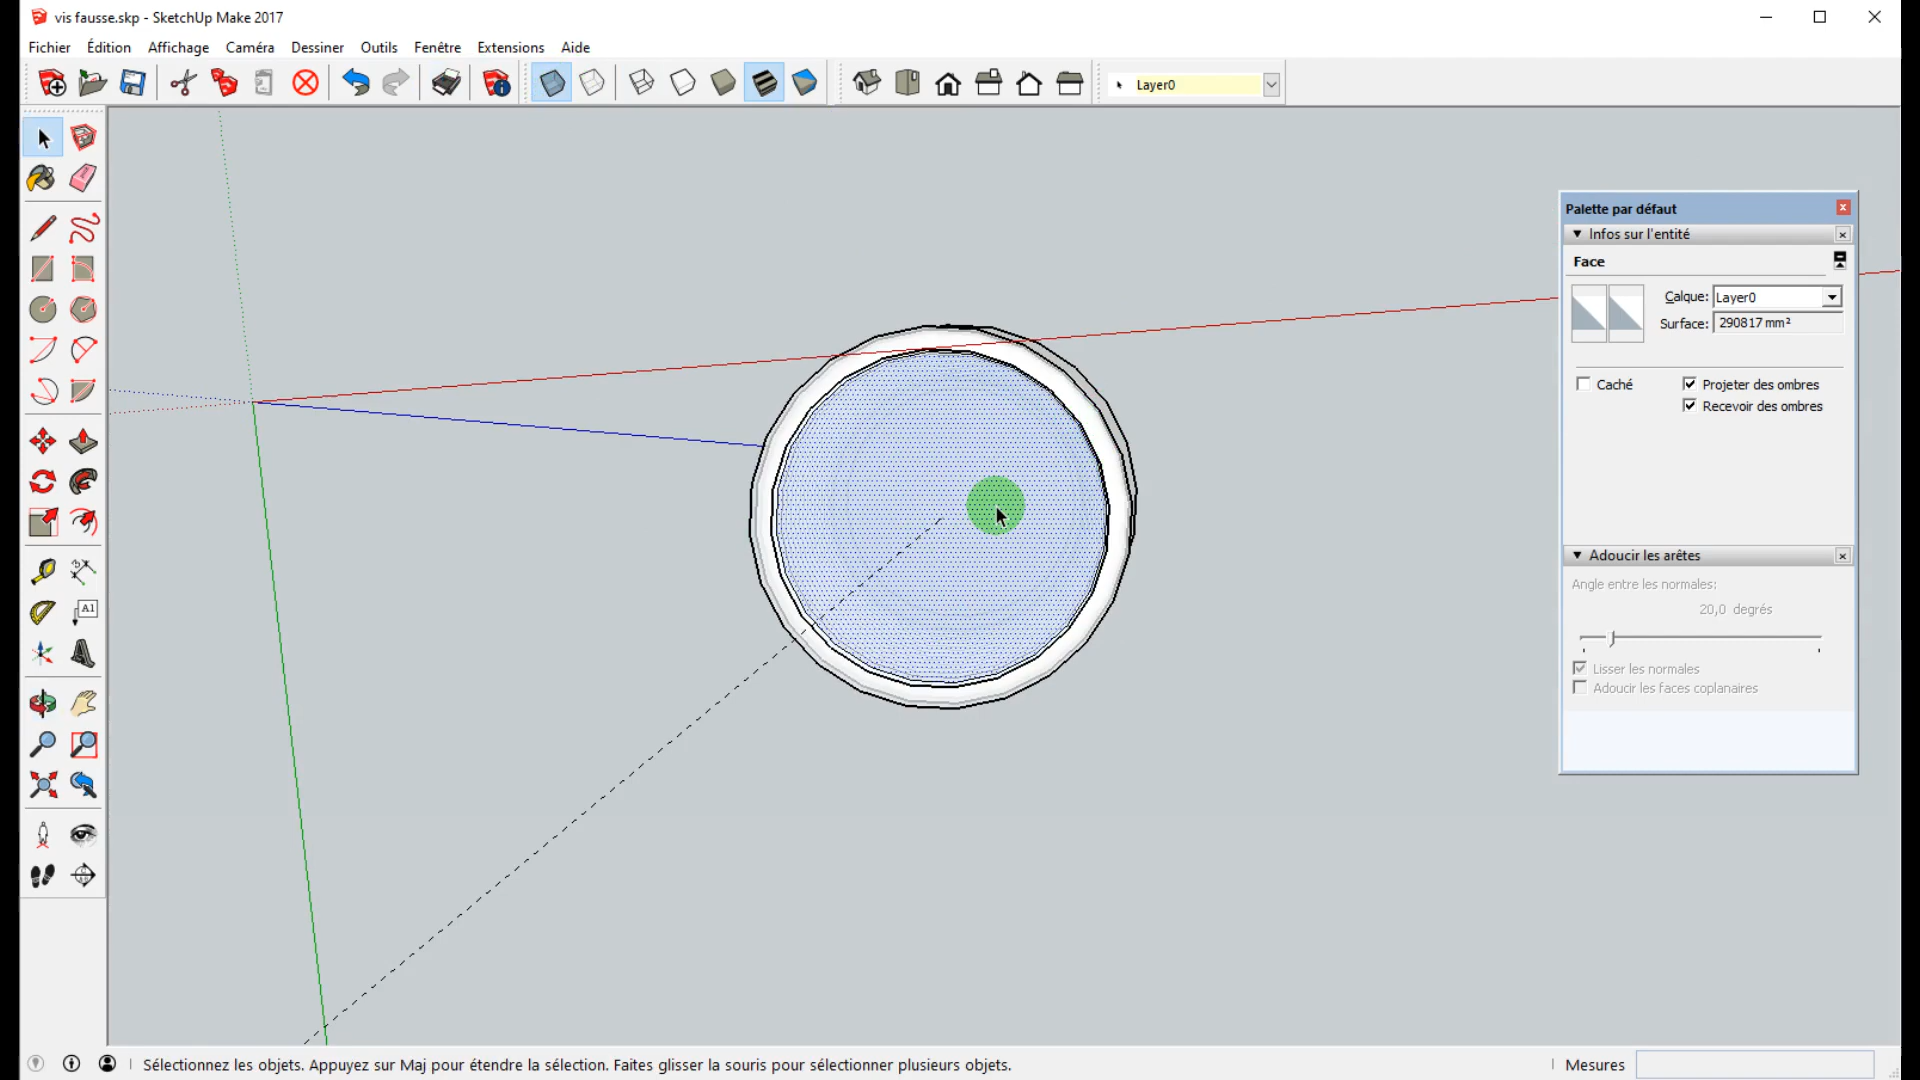 vis fausse.skp - SketchUp Make 2017
Fichier Édition Affichage Caméra Dessiner Outils Fenêtre Extensions Aide
Layer0
Palette par défaut
Infos sur l'entité
Face
Calque: Layer0
Surface: 290817 mm²
Caché Projeter des ombres
Recevoir des ombres
A1
Adoucir les arêtes
Angle entre les normales:
20,0 degrés
Lisser les normales
Adoucir les faces coplanaires
Sélectionnez les objets. Appuyez sur Maj pour étendre la sélection. Faites glisser la souris pour sélectionner plusieurs objets. Mesures